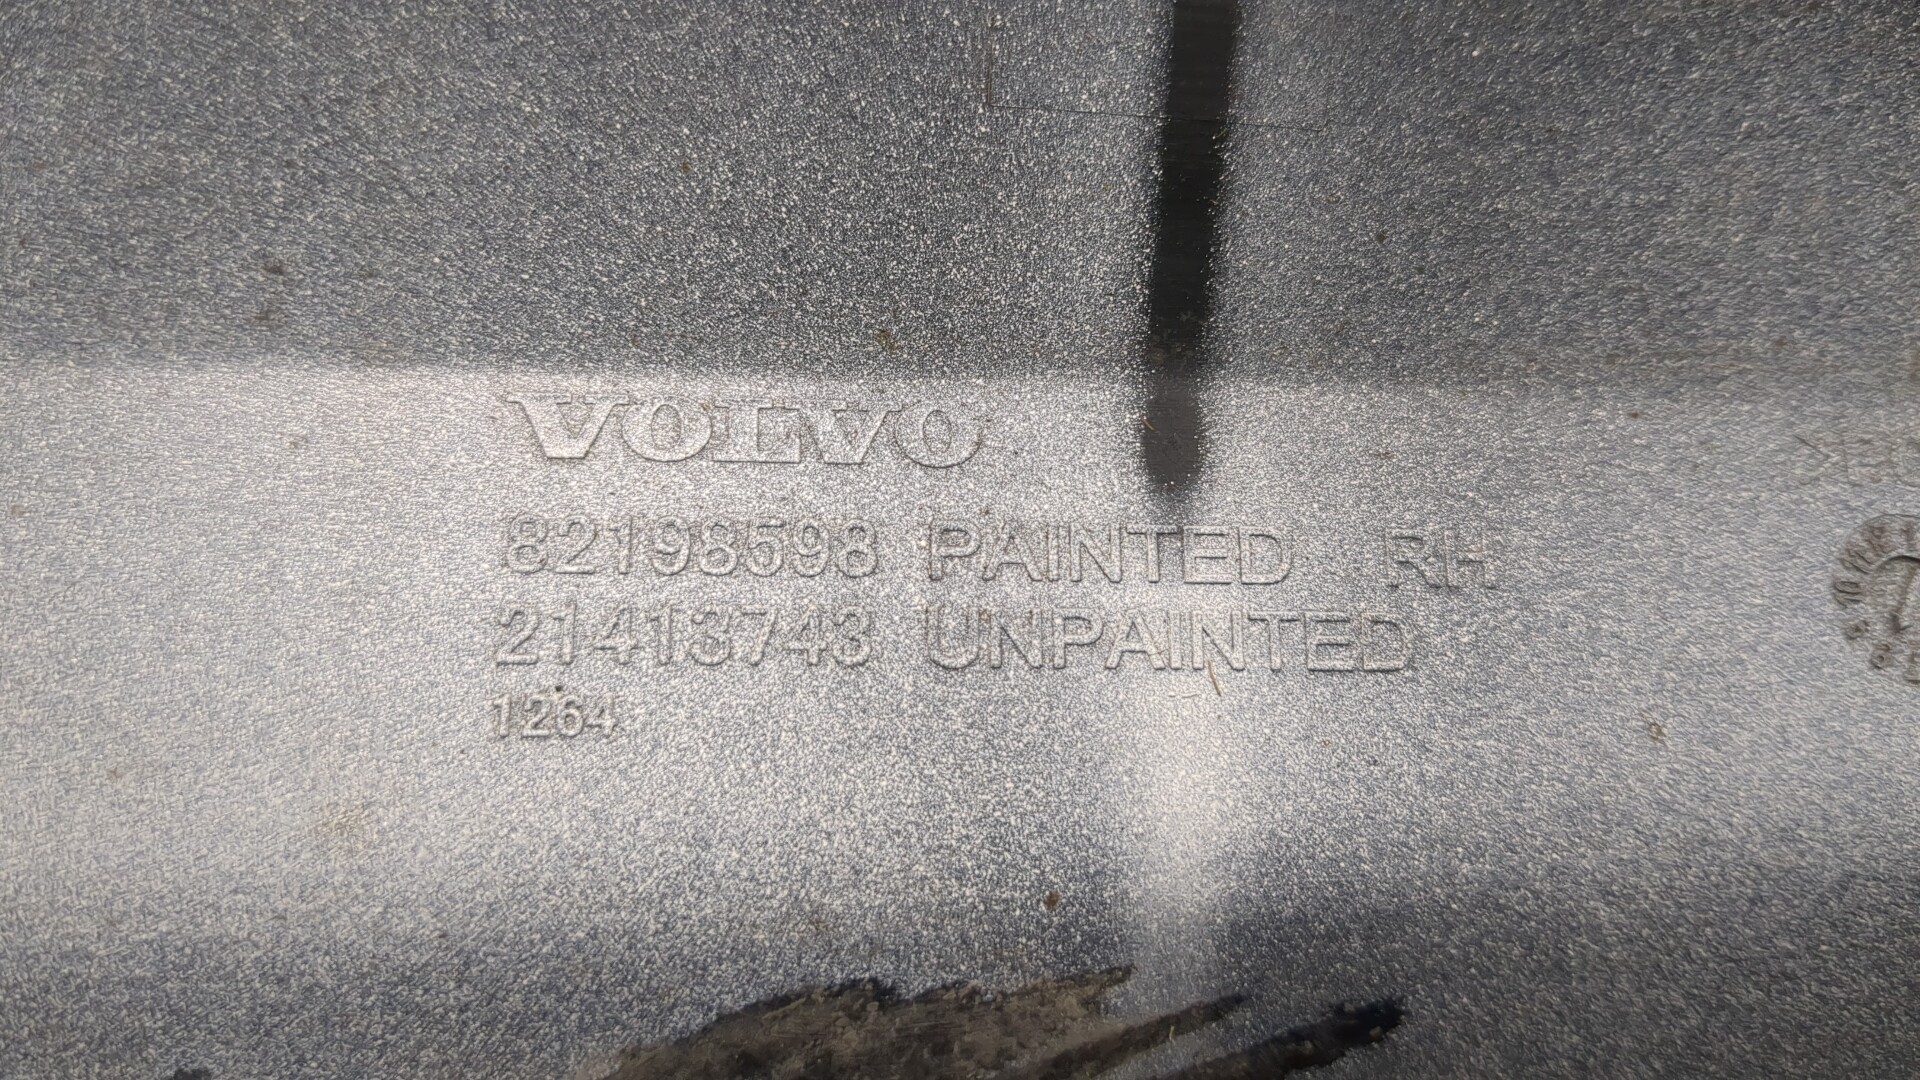 VOLVO
82198598 PAINTED RH
21413743 UNPAINTED
1264